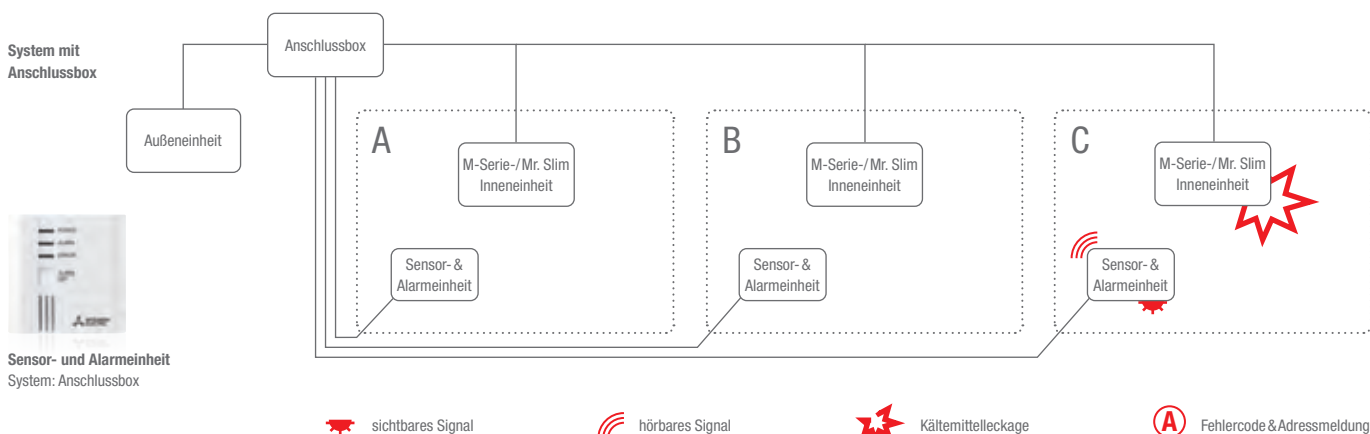 System mit
Anschlussbox
Anschlussbox
Außeneinheit
A
M-Serie-/Mr. Slim
Inneneinheit
Sensor- &
Alarmeinheit
B
M-Serie-/Mr. Slim
Inneneinheit
Sensor- &
Alarmeinheit
C
M-Serie-/Mr. Slim
Inneneinheit
Sensor- &
Alarmeinheit
Sensor- und Alarmeinheit
System: Anschlussbox
sichtbares Signal
hörbares Signal
Kältemittelleckage
A Fehlercode & Adressmeldung